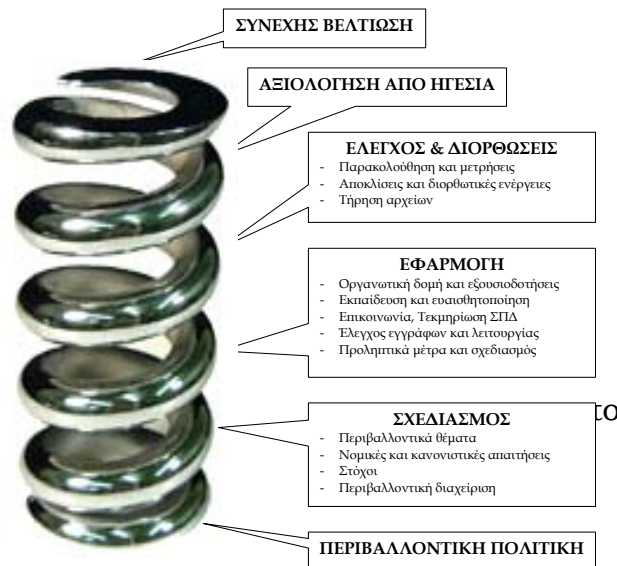 ΣΥΝΕΧΗΣ ΒΕΛΤΙΩΣΗ
ΑΞΙΟΛΟΓΗΣΗ ΑΠΟ ΗΓΕΣΙΑ
ΕΛΕΓΧΟΣ & ΔΙΟΡΘΩΣΕΙΣ
- Παρακολούθηση και μετρήσεις
- Αποκλίσεις και διορθωτικές ενέργειες
- Τήρηση αρχείων
ΕΦΑΡΜΟΓΗ
- Οργανωτική δομή και εξουσιοδοτήσεις
- Εκπαίδευση και ευαισθητοποίηση
- Επικοινωνία, Τεκμηρίωση ΣΠΔ
- Έλεγχος εγγράφων και λειτουργίας
- Προληπτικά μέτρα και σχεδιασμός
ΣΧΕΔΙΑΣΜΟΣ
- Περιβαλλοντικά θέματα
- Νομικές και κανονιστικές απαιτήσεις
- Στόχοι
- Περιβαλλοντική διαχείριση
ΠΕΡΙΒΑΛΛΟΝΤΙΚΗ ΠΟΛΙΤΙΚΗ